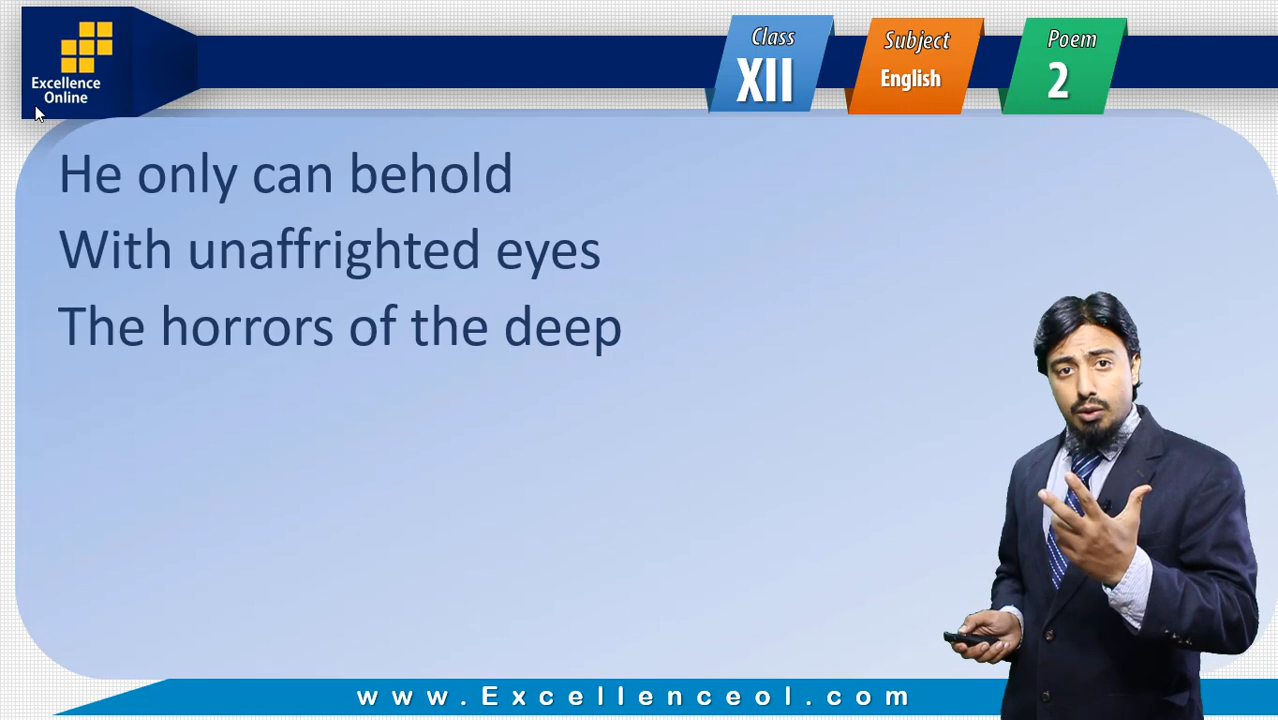 Excellence
Online
Class
XII
Subject
English
Poem
2
He only can behold
With unaffrighted eyes
The horrors of the deep
www.Excellenceol.com